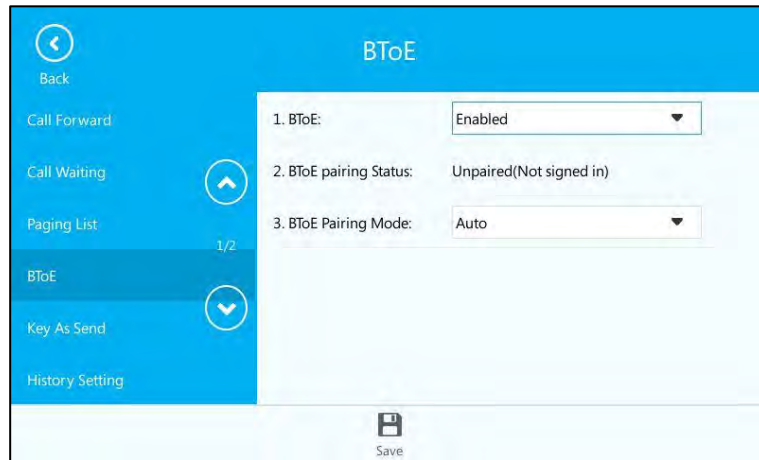 BToE
Back
Call Forward
Call Waiting
Paging List
1/2
BToE
Key As Send
History Setting
1. BToE: Enabled
2. BToE pairing Status: Unpaired(Not signed in)
3. BToE Pairing Mode: Auto
Save